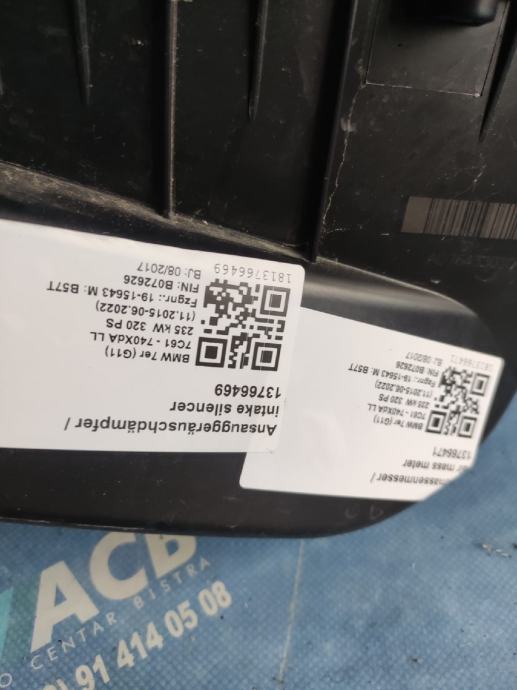 Ansauggeräuschdämpfer /
intake silencer
13766469
BMW 7er (G11)
7C61 - 740XdA LL
235 kW 320 PS
(11.2015-06.2022)
Fzgnr.: 19-15643 M: B57T
FIN: B072626
BJ: 08/2017
1813766469
massenmesser /
mass meter
13766471
BMW 7er (G11)
7C61 - 740XdA LL
235 kW 320 PS
(11.2015-06.2022)
Fzgnr.: 19-15643 M: B57T
FIN: B072626
BJ: 08/2017
1813766471
ACB
O CENTAR BISTRA
91 414 05 08